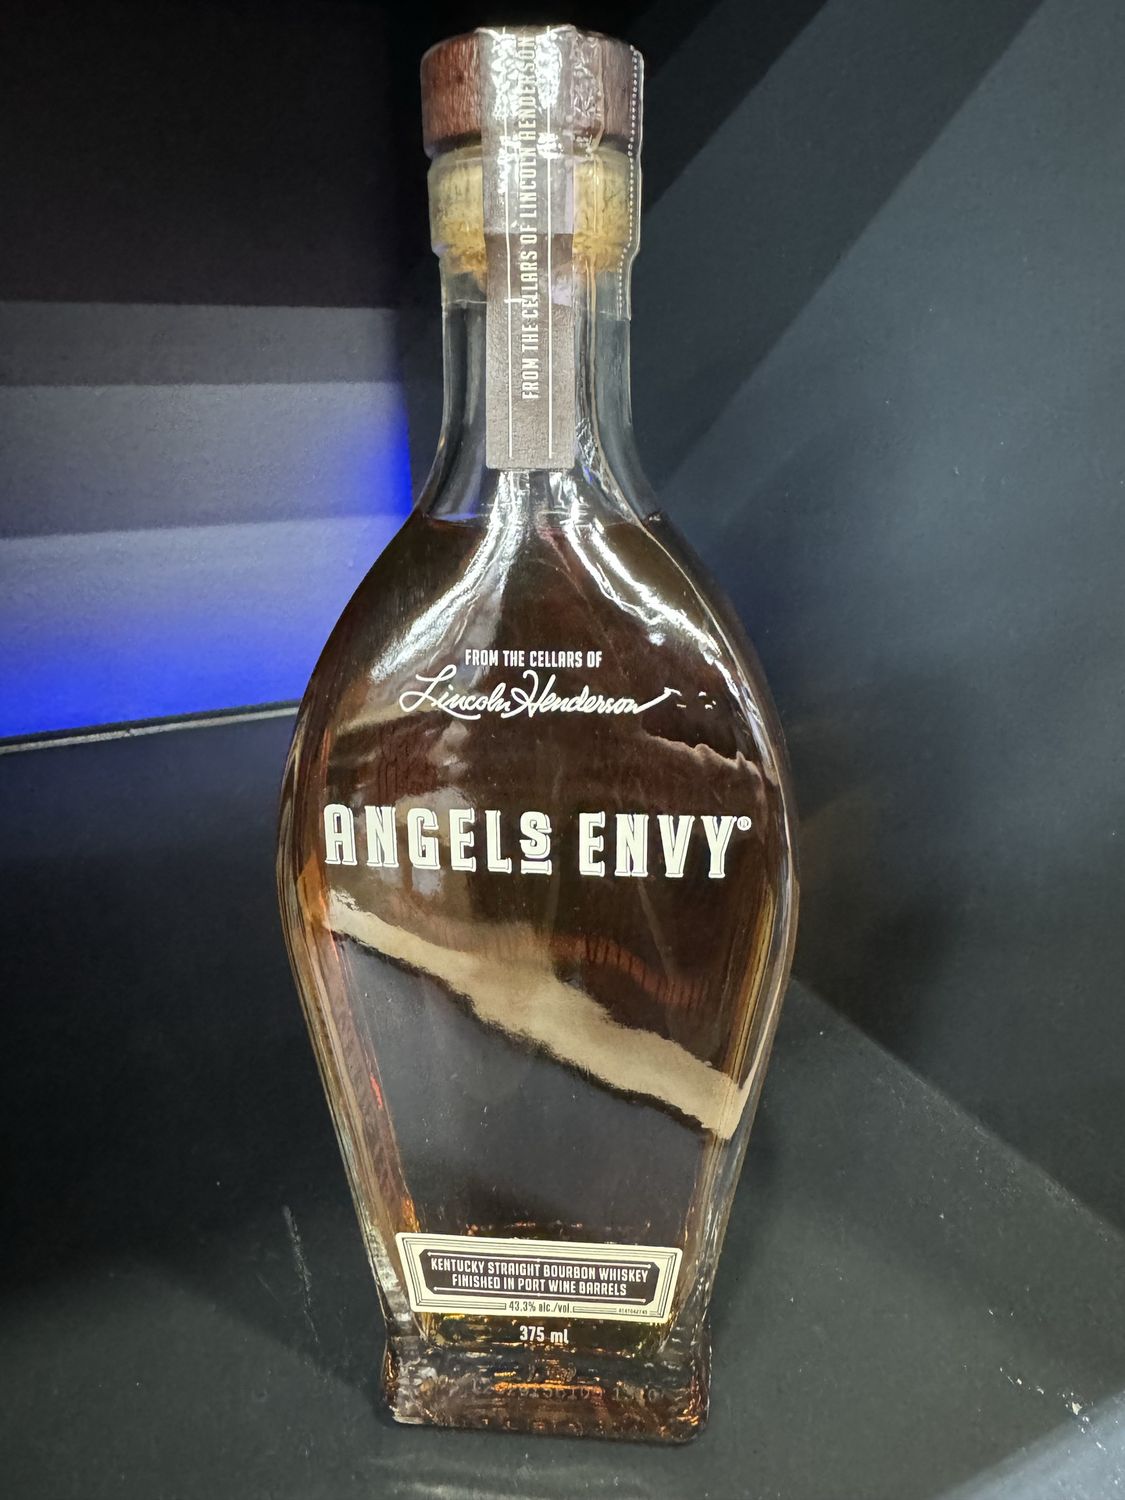 FROM THE CELLARS OF LINCOLN HENDERSON
FROM THE CELLARS OF
Lincoln Henderson
ANGELS ENVY®
KENTUCKY STRAIGHT BOURBON WHISKEY
FINISHED IN PORT WINE BARRELS
43.3% alc./vol.
375 ml